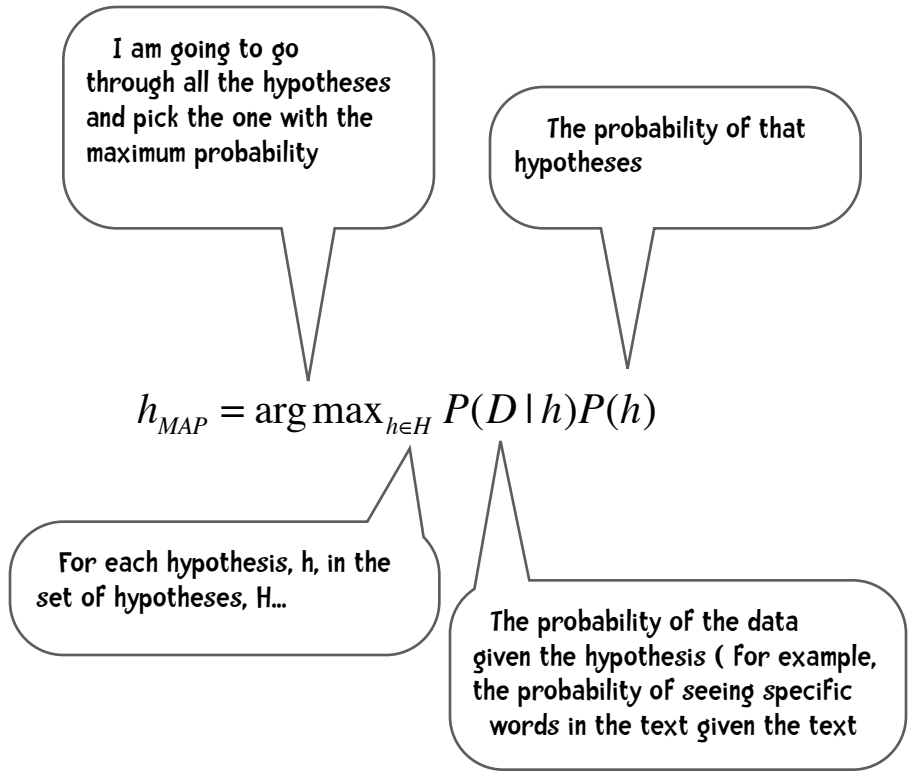 I am going to go
through all the hypotheses
and pick the one with the
maximum probability
The probability of that
hypotheses
h_MAP = arg max_{h∈H} P(D | h)P(h)
For each hypothesis, h, in the
set of hypotheses, H...
The probability of the data
given the hypothesis ( for example,
the probability of seeing specific
words in the text given the text